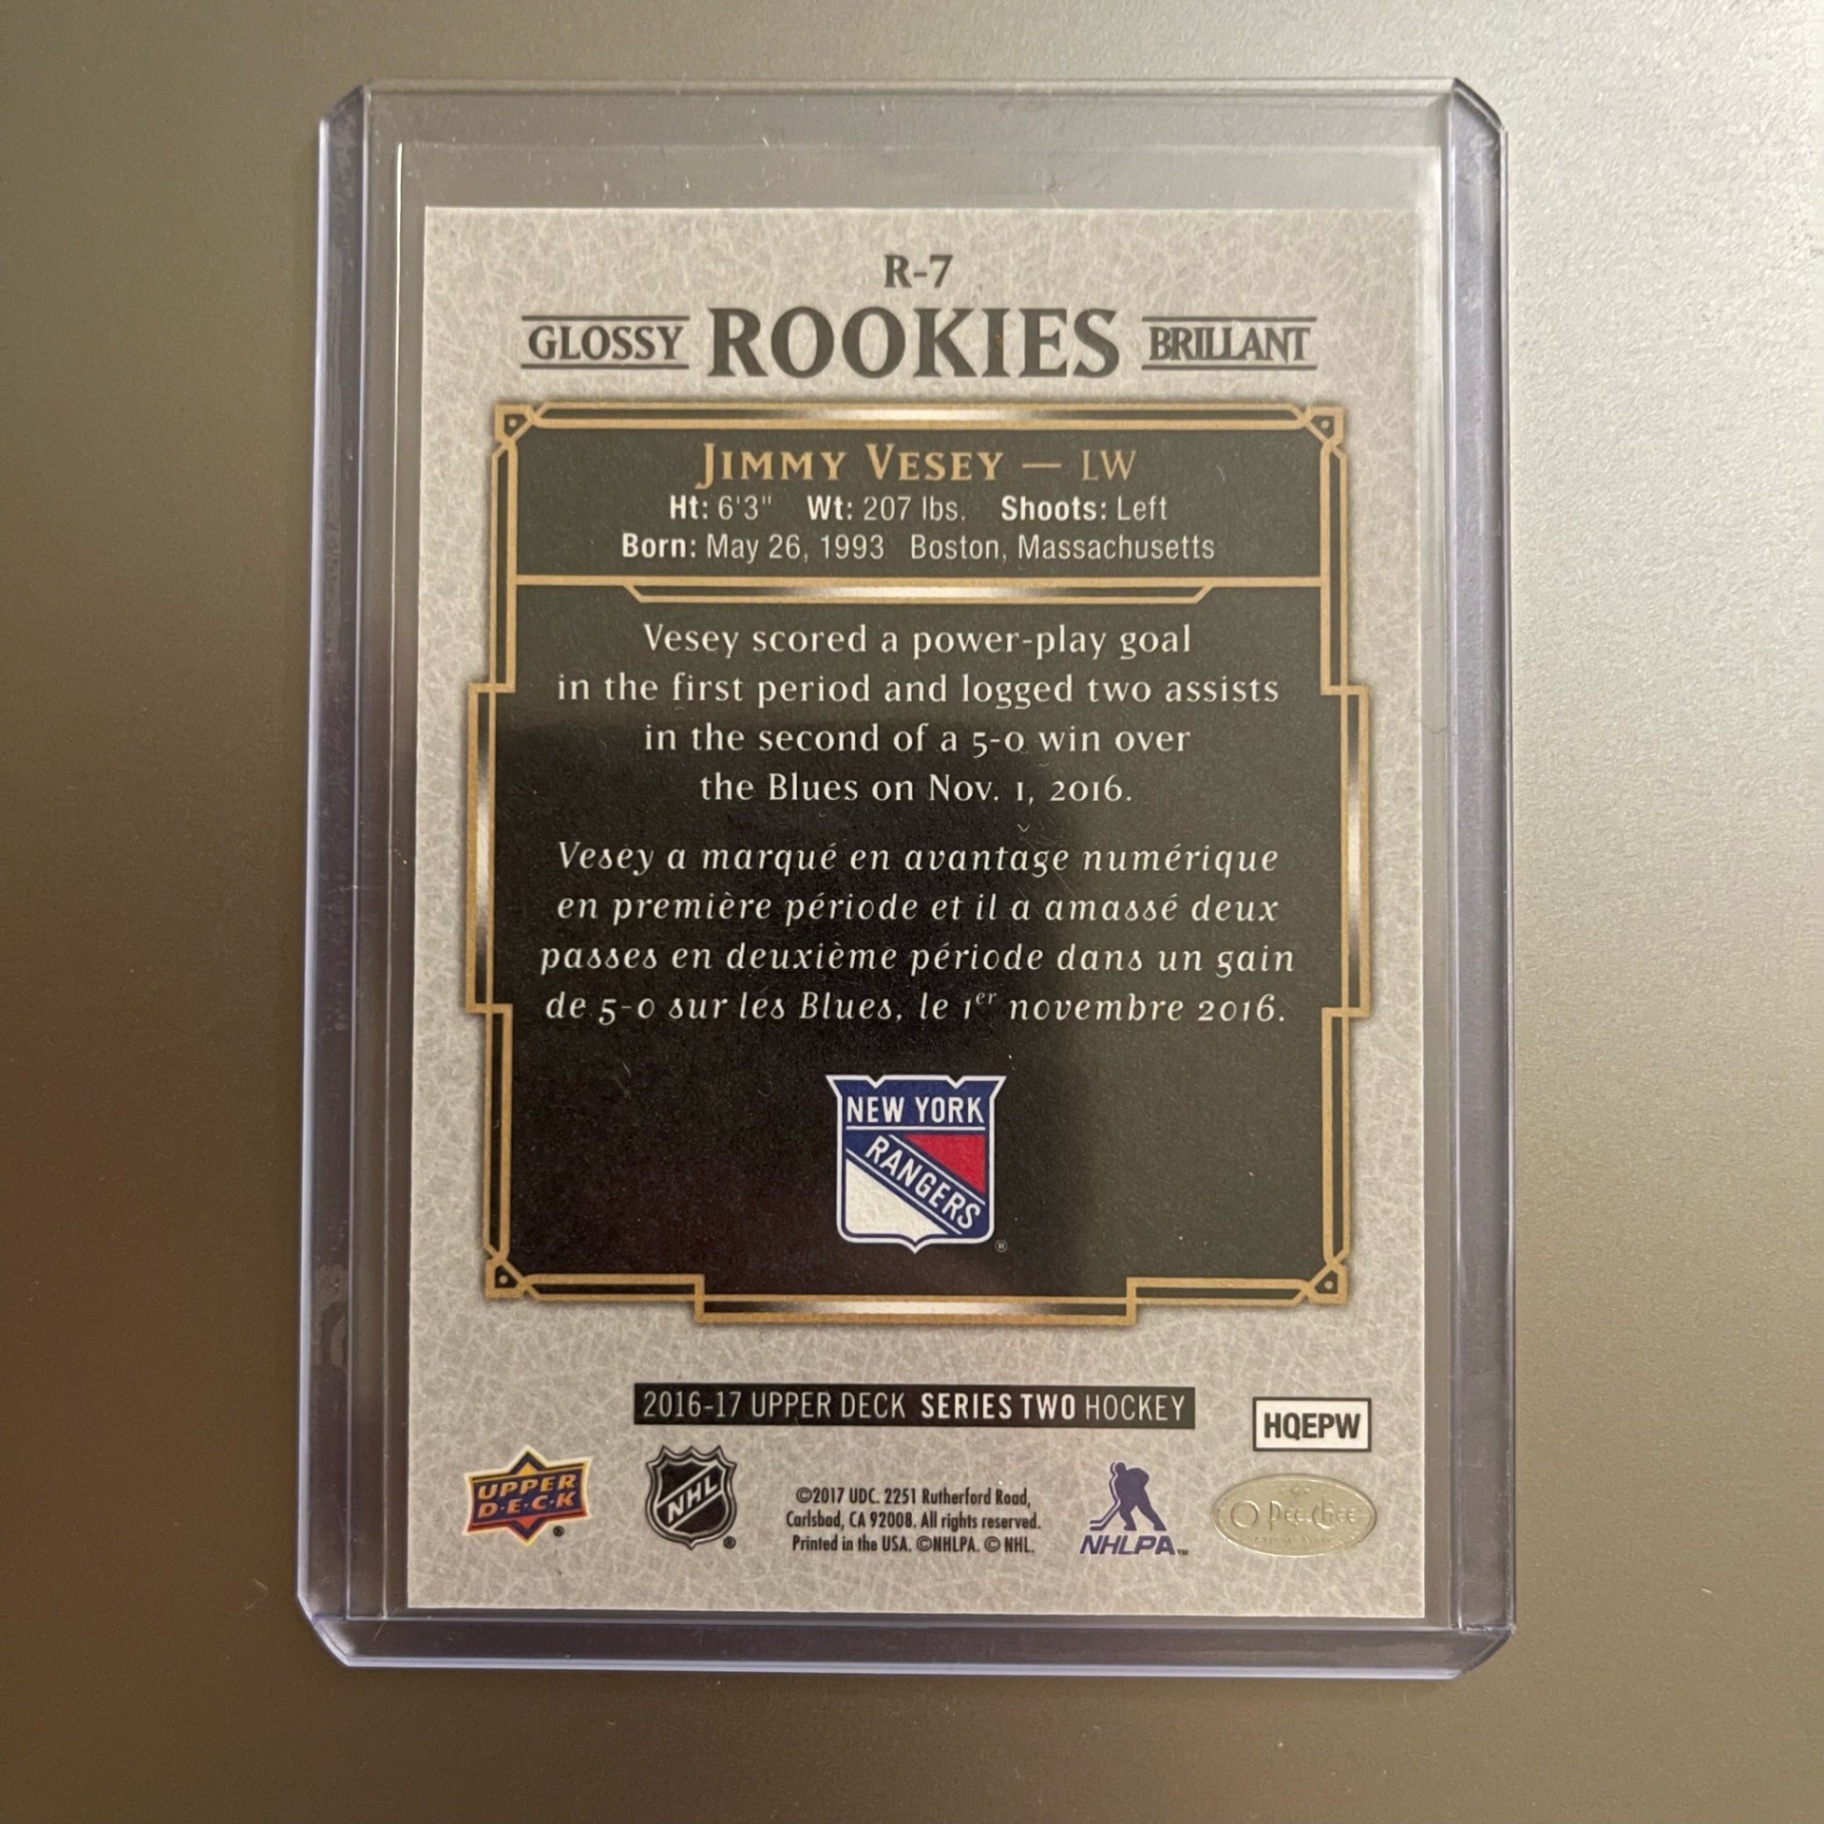 R-7
GLOSSY ROOKIES BRILLANT
JIMMY VESEY — LW
Ht: 6'3" Wt: 207 lbs. Shoots: Left
Born: May 26, 1993 Boston, Massachusetts
Vesey scored a power-play goal
in the first period and logged two assists
in the second of a 5-0 win over
the Blues on Nov. 1, 2016.
Vesey a marqué en avantage numérique
en première période et il a amassé deux
passes en deuxième période dans un gain
de 5-0 sur les Blues, le 1er novembre 2016.
NEW YORK
RANGERS
®
2016-17 UPPER DECK SERIES TWO HOCKEY
HQEPW
UPPER
D·E·C·K
®
NHL
®
©2017 UDC. 2251 Rutherford Road,
Carlsbad, CA 92008. All rights reserved.
Printed in the USA. ©NHLPA. © NHL.
NHLPA™
O-Pee-Chee